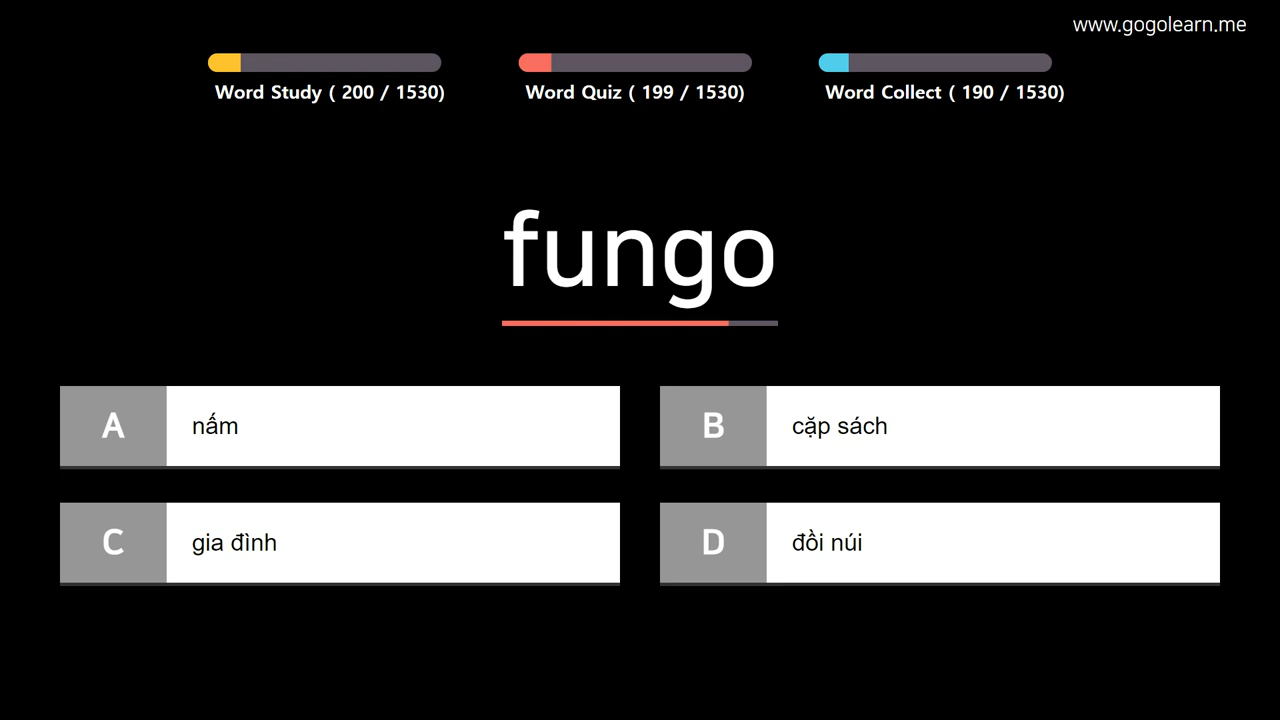 www.gogolearn.me
Word Study ( 200 / 1530)
Word Quiz ( 199 / 1530)
Word Collect ( 190 / 1530)
fungo
A nấm
B cặp sách
C gia đình
D đồi núi